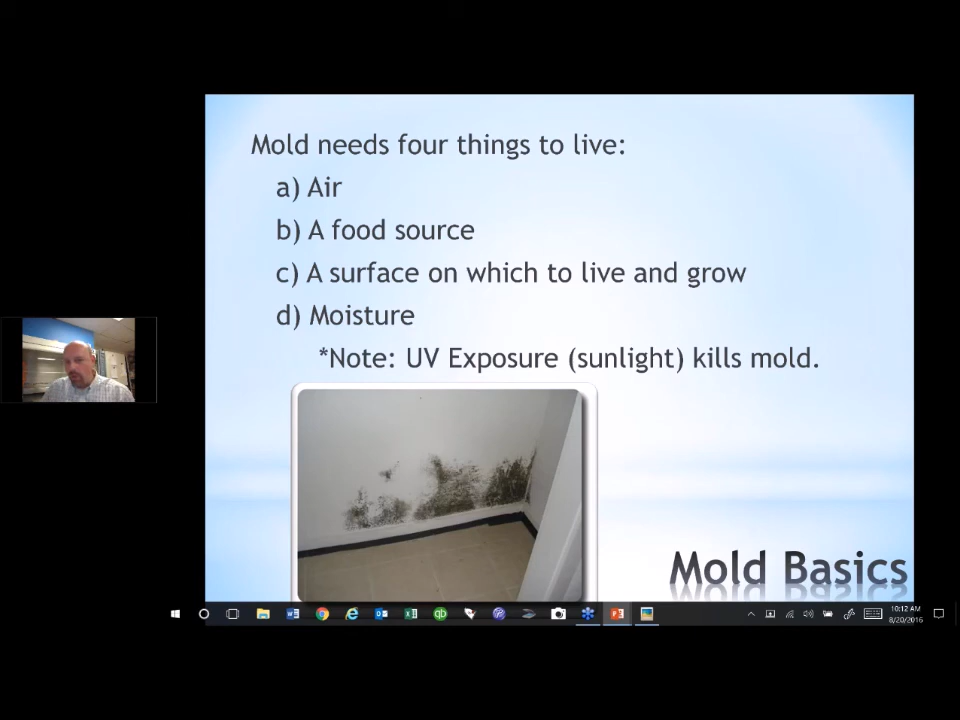 Mold needs four things to live:
a) Air
b) A food source
c) A surface on which to live and grow
d) Moisture
*Note: UV Exposure (sunlight) kills mold.
Mold Basics
qb
10:12 AM
8/20/2016